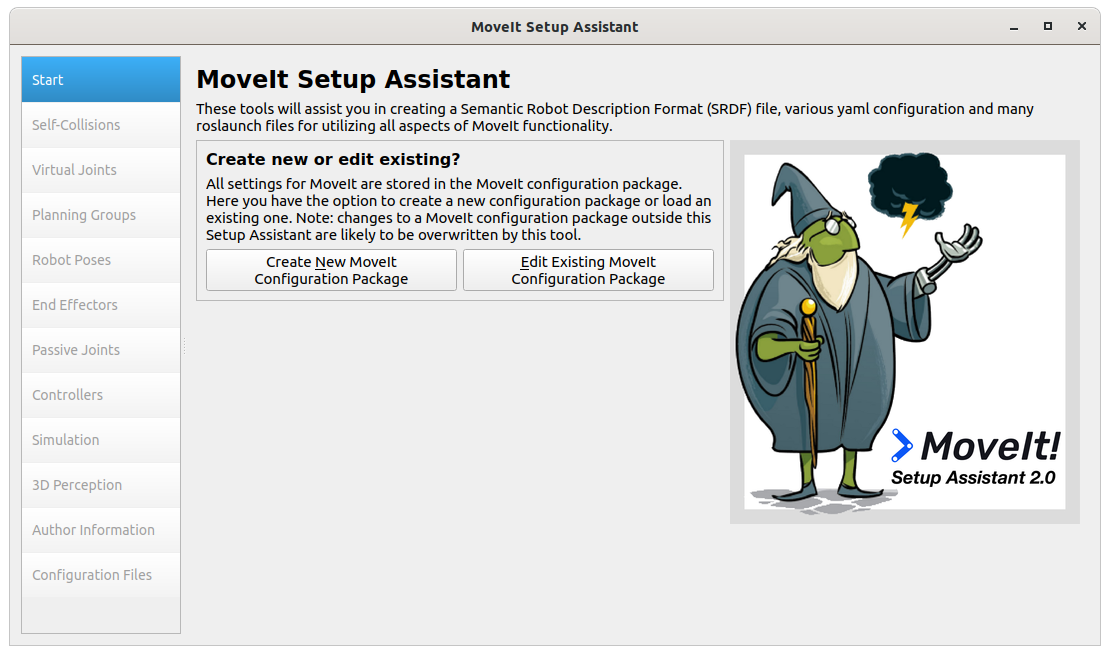 MoveIt Setup Assistant
Start
Self-Collisions
Virtual Joints
Planning Groups
Robot Poses
End Effectors
Passive Joints
Controllers
Simulation
3D Perception
Author Information
Configuration Files
MoveIt Setup Assistant
These tools will assist you in creating a Semantic Robot Description Format (SRDF) file, various yaml configuration and many
roslaunch files for utilizing all aspects of MoveIt functionality.
Create new or edit existing?
All settings for MoveIt are stored in the MoveIt configuration package.
Here you have the option to create a new configuration package or load an
existing one. Note: changes to a MoveIt configuration package outside this
Setup Assistant are likely to be overwritten by this tool.
Create New MoveIt
Configuration Package
Edit Existing MoveIt
Configuration Package
MoveIt!
Setup Assistant 2.0